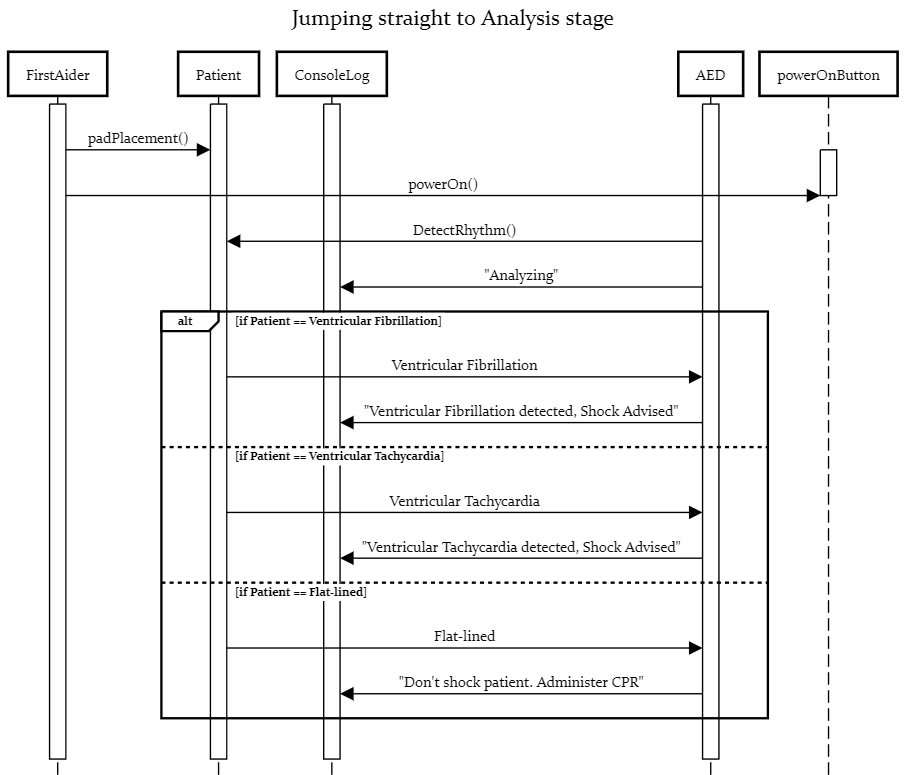 Jumping straight to Analysis stage
FirstAider
Patient
ConsoleLog
AED
powerOnButton
padPlacement()
powerOn()
DetectRhythm()
"Analyzing"
alt
[if Patient == Ventricular Fibrillation]
Ventricular Fibrillation
"Ventricular Fibrillation detected, Shock Advised"
[if Patient == Ventricular Tachycardia]
Ventricular Tachycardia
"Ventricular Tachycardia detected, Shock Advised"
[if Patient == Flat-lined]
Flat-lined
"Don't shock patient. Administer CPR"